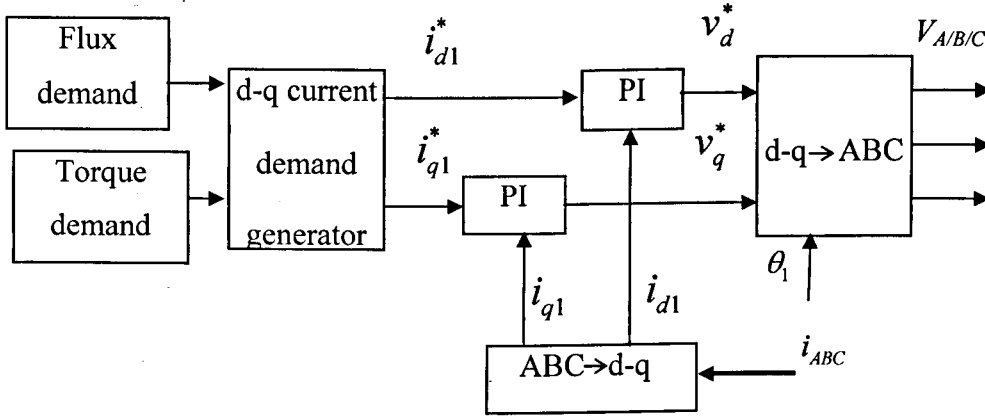 Flux
demand
Torque
demand
d-q current
demand
generator
i*d1
i*q1
PI
PI
v*d
v*q
d-q→ABC
VA/B/C
θ1
iq1
id1
ABC→d-q
iABC